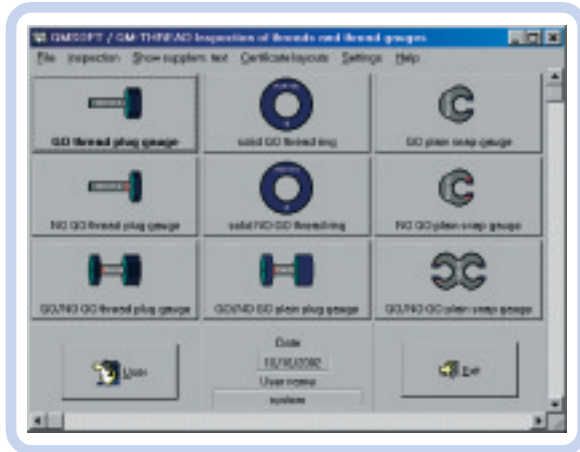 QMSOFT / QM-THREAD Inspection of threads and thread gauges
File Inspection Show suppliers text Certificate layouts Settings Help
GO thread plug gauge
solid GO thread ring
GO plain snap gauge
NO GO thread plug gauge
solid NO GO thread ring
NO GO plain snap gauge
GO/NO GO thread plug gauge
GO/NO GO plain plug gauge
GO/NO GO plain snap gauge
Date
User
Exit
User name
system